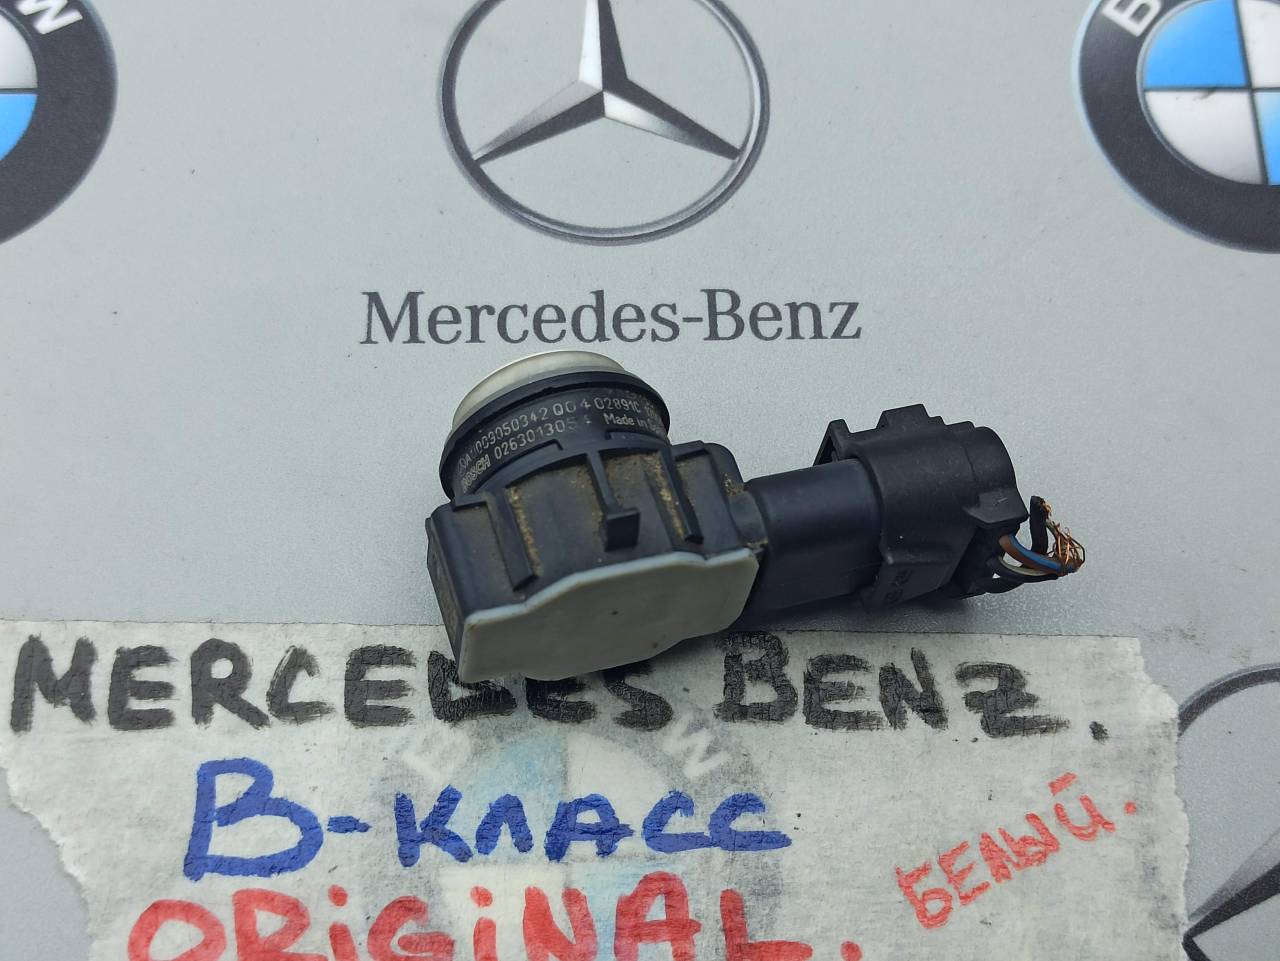 W
B
Mercedes-Benz
A0009050342 Q04 02891C
BOSCH 0263013054 Made in
MERCEDES BENZ.
B W
B-КЛАСС
БЕЛЫЙ.
ORIGINAL.